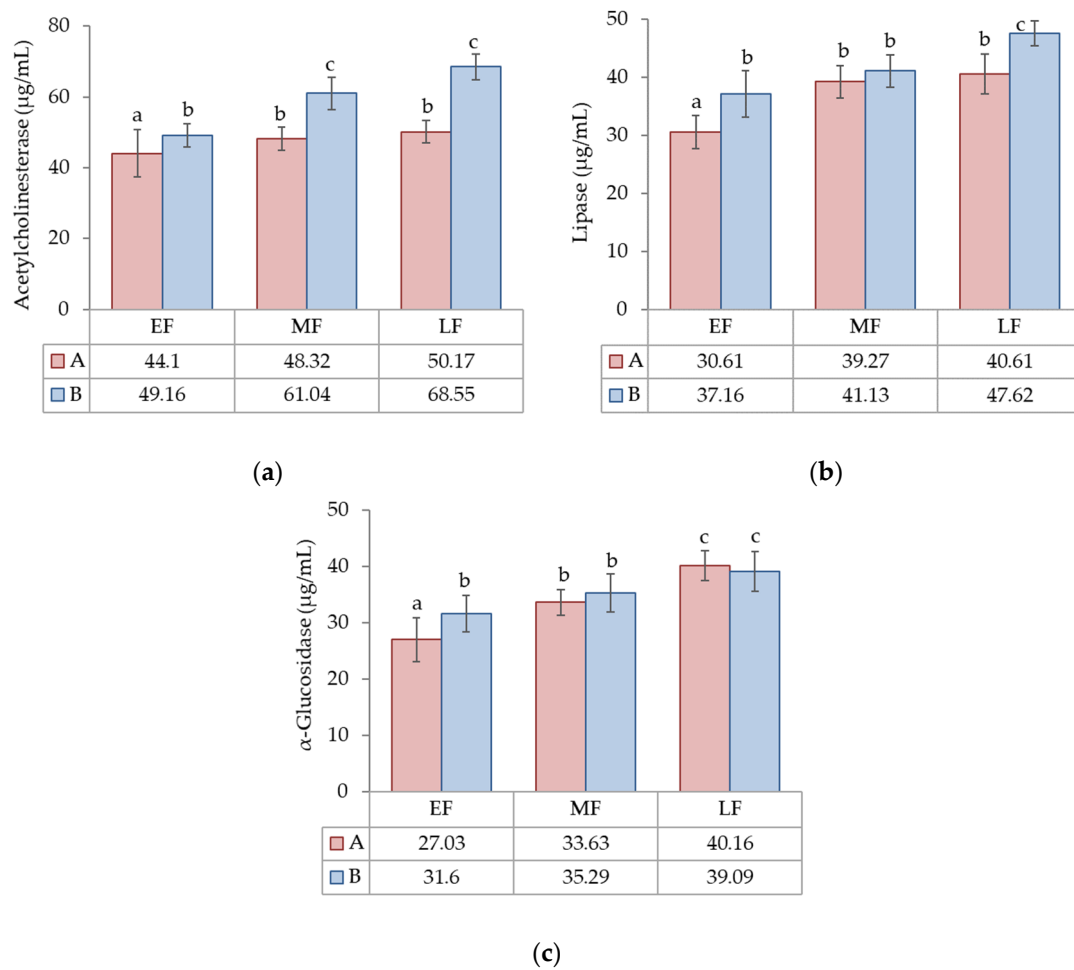 Acetylcholinesterase (µg/mL)
80
60
40
20
0
a
b
b
c
b
c
EF MF LF
A 44.1 48.32 50.17
B 49.16 61.04 68.55
(a)
Lipase (µg/mL)
50
40
30
20
10
0
a
b
b
b
b
c
EF MF LF
A 30.61 39.27 40.61
B 37.16 41.13 47.62
(b)
α-Glucosidase (µg/mL)
50
40
30
20
10
0
a
b
b
b
c
c
EF MF LF
A 27.03 33.63 40.16
B 31.6 35.29 39.09
(c)